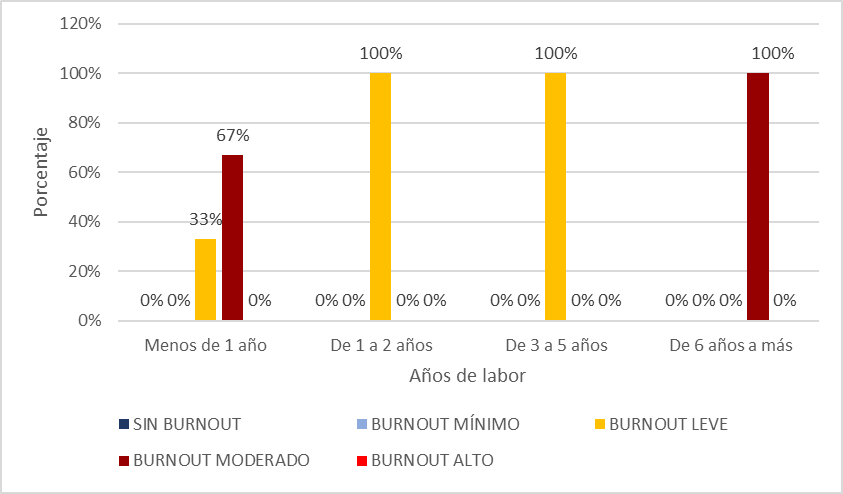 120%
100%
80%
60%
40%
20%
0%
Porcentaje
0% 0% 33% 67% 0%
0% 0% 100% 0% 0%
0% 0% 100% 0% 0%
0% 0% 0% 100% 0%
Menos de 1 año
De 1 a 2 años
De 3 a 5 años
De 6 años a más
Años de labor
SIN BURNOUT
BURNOUT MÍNIMO
BURNOUT LEVE
BURNOUT MODERADO
BURNOUT ALTO